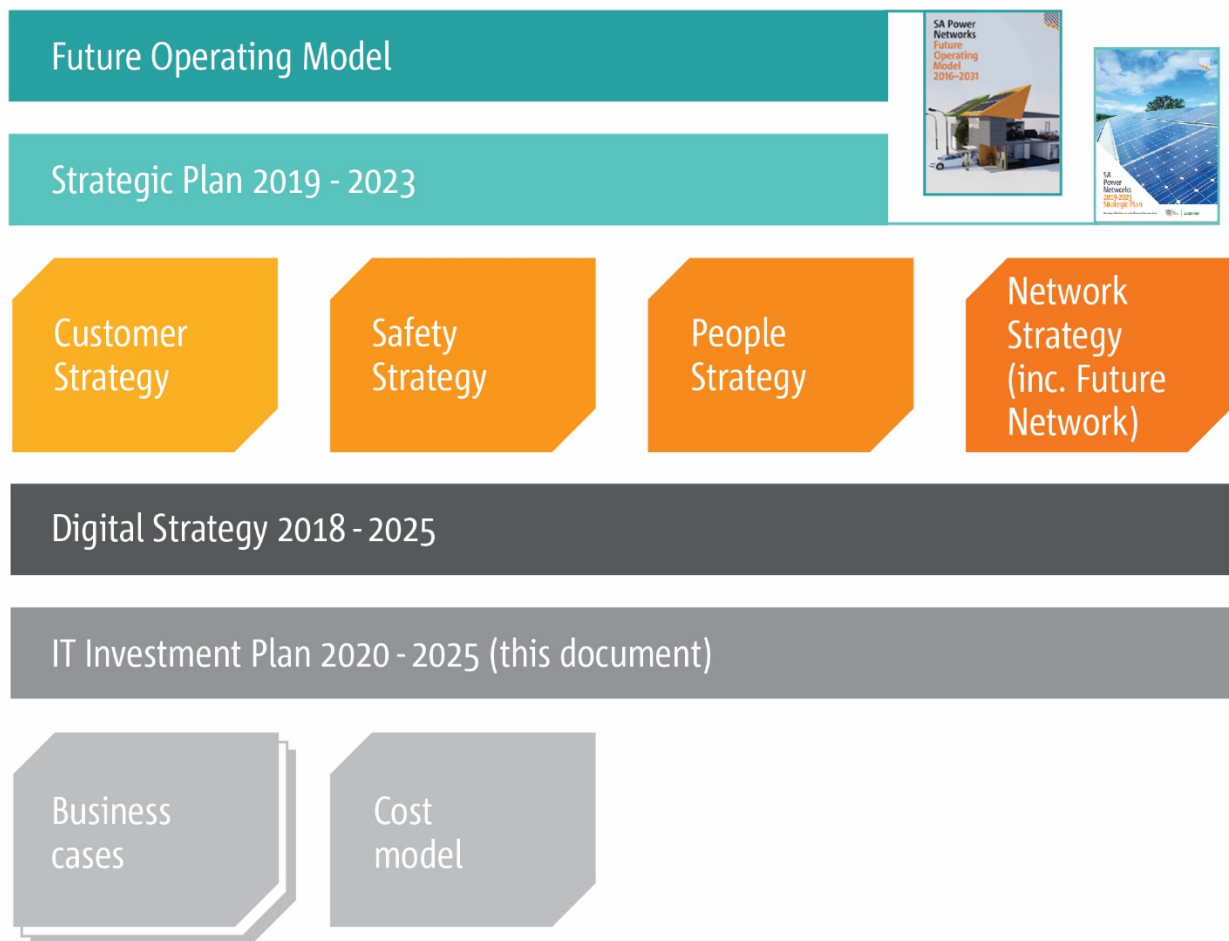 Future Operating Model
SA Power
Networks
Future
Operating
Model
2016–2031
Strategic Plan 2019 - 2023
SA
Power
Networks
2019-2023
Strategic Plan
Customer
Strategy
Safety
Strategy
People
Strategy
Network
Strategy
(inc. Future
Network)
Digital Strategy 2018 - 2025
IT Investment Plan 2020 - 2025 (this document)
Business
cases
Cost
model